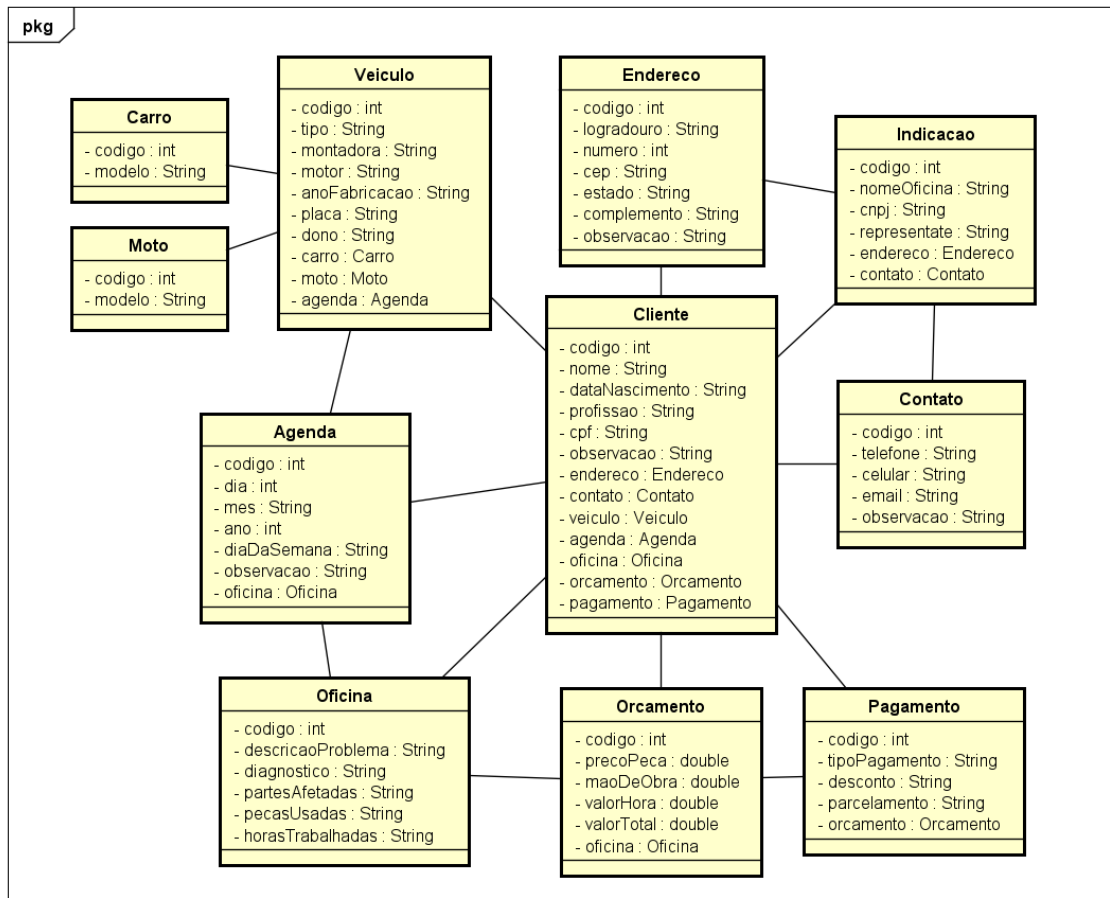 pkg
Veiculo
- codigo : int
- tipo : String
- montadora : String
- motor : String
- anoFabricacao : String
- placa : String
- dono : String
- carro : Carro
- moto : Moto
- agenda : Agenda
Carro
- codigo : int
- modelo : String
Moto
- codigo : int
- modelo : String
Endereco
- codigo : int
- logradouro : String
- numero : int
- cep : String
- estado : String
- complemento : String
- observacao : String
Indicacao
- codigo : int
- nomeOficina : String
- cnpj : String
- representate : String
- endereco : Endereco
- contato : Contato
Cliente
- codigo : int
- nome : String
- dataNascimento : String
- profissao : String
- cpf : String
- observacao : String
- endereco : Endereco
- contato : Contato
- veiculo : Veiculo
- agenda : Agenda
- oficina : Oficina
- orcamento : Orcamento
- pagamento : Pagamento
Contato
- codigo : int
- telefone : String
- celular : String
- email : String
- observacao : String
Agenda
- codigo : int
- dia : int
- mes : String
- ano : int
- diaDaSemana : String
- observacao : String
- oficina : Oficina
Oficina
- codigo : int
- descricaoProblema : String
- diagnostico : String
- partesAfetadas : String
- pecasUsadas : String
- horasTrabalhadas : String
Orcamento
- codigo : int
- precoPeca : double
- maoDeObra : double
- valorHora : double
- valorTotal : double
- oficina : Oficina
Pagamento
- codigo : int
- tipoPagamento : String
- desconto : String
- parcelamento : String
- orcamento : Orcamento